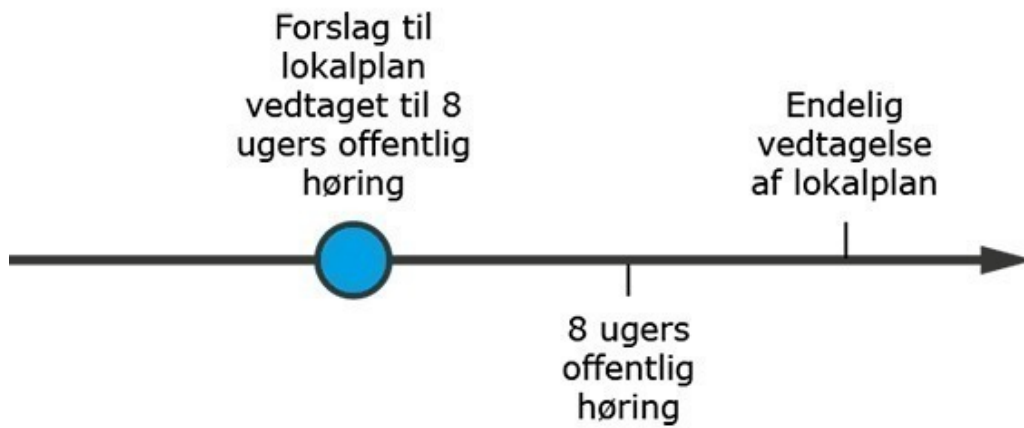 Forslag til
lokalplan
vedtaget til 8
ugers offentlig
høring
8 ugers
offentlig
høring
Endelig
vedtagelse
af lokalplan